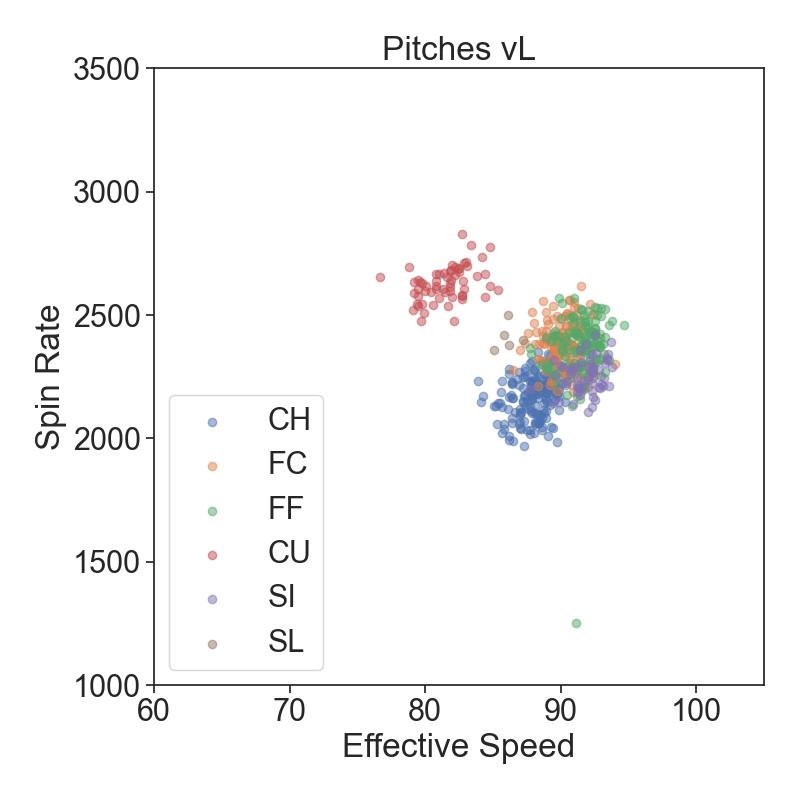 Pitches vL
3500
3000
2500
2000
1500
1000
Spin Rate
CH
FC
FF
CU
SI
SL
60 70 80 90 100
Effective Speed